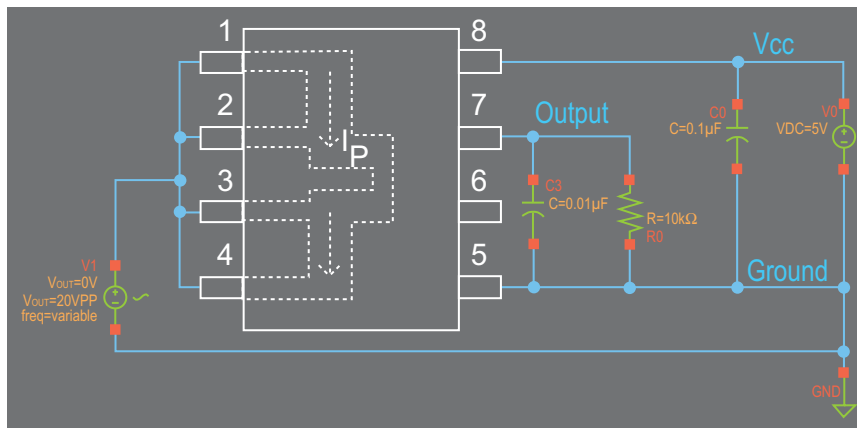 1
2
3
4
I
P
8
7
6
5
Output
Vcc
Ground
C0
C=0.1µF
V0
VDC=5V
C3
C=0.01µF
R=10kΩ
R0
V1
VOUT=0V
VOUT=20VPP
freq=variable
GND